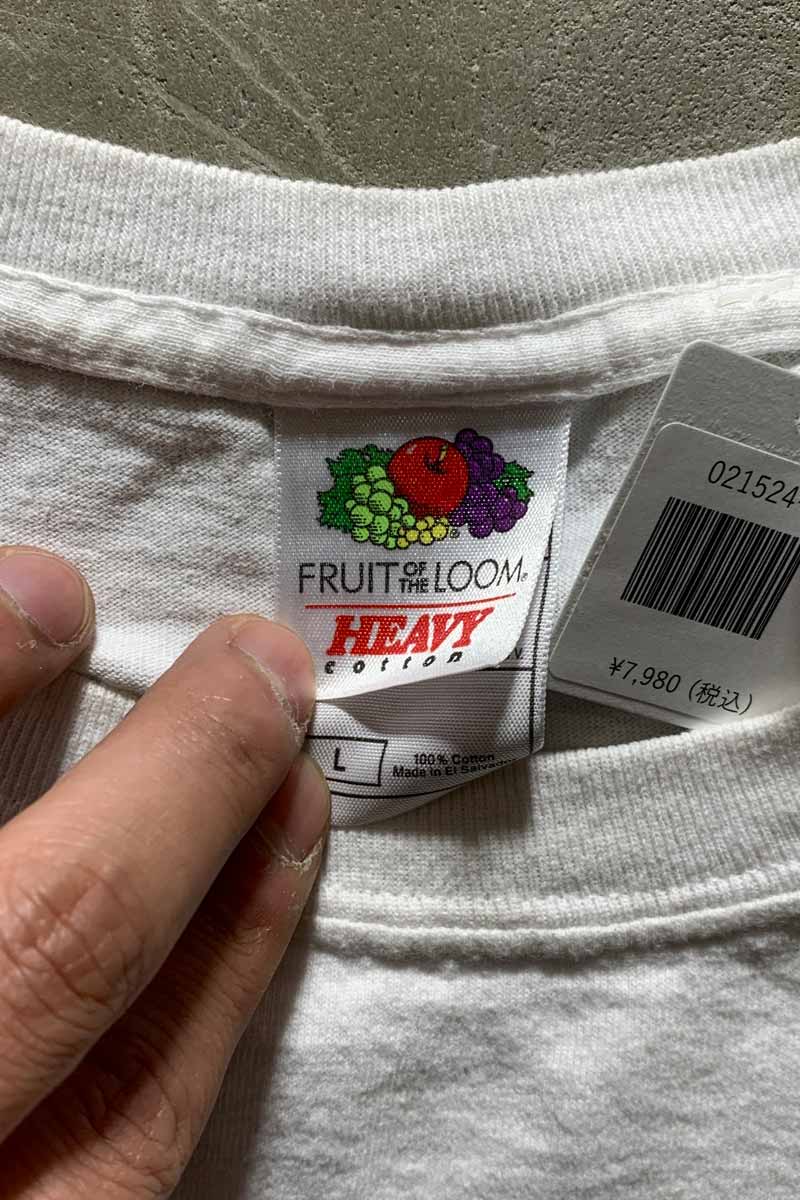 FRUIT OF THE LOOM®
HEAVY
cotton
L
100% Cotton
Made in El Salvador
021524
¥7,980 (税込)